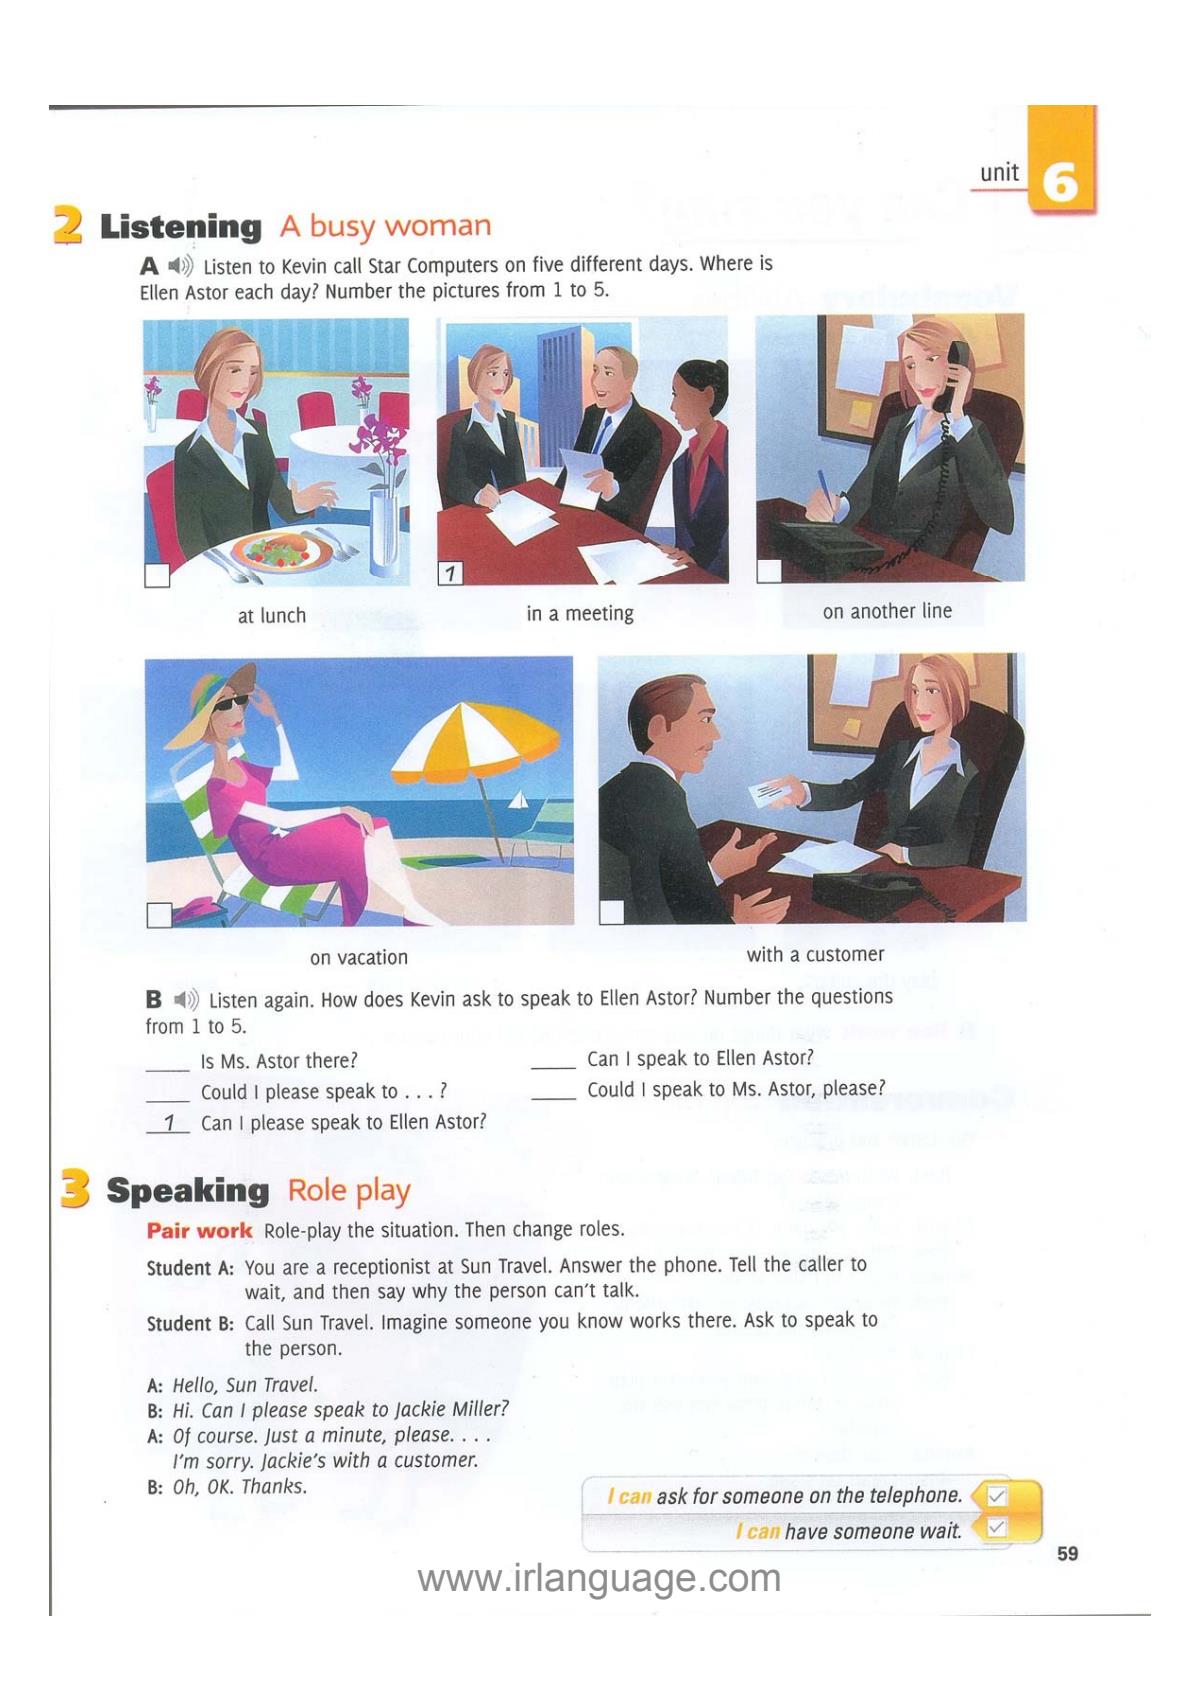 unit 6
2 Listening A busy woman
A Listen to Kevin call Star Computers on five different days. Where is
Ellen Astor each day? Number the pictures from 1 to 5.
1
at lunch
in a meeting
on another line
on vacation
with a customer
B Listen again. How does Kevin ask to speak to Ellen Astor? Number the questions
from 1 to 5.
____ Is Ms. Astor there?
____ Could I please speak to . . . ?
1 Can I please speak to Ellen Astor?
____ Can I speak to Ellen Astor?
____ Could I speak to Ms. Astor, please?
3 Speaking Role play
Pair work Role-play the situation. Then change roles.
Student A: You are a receptionist at Sun Travel. Answer the phone. Tell the caller to
wait, and then say why the person can't talk.
Student B: Call Sun Travel. Imagine someone you know works there. Ask to speak to
the person.
A: Hello, Sun Travel.
B: Hi. Can I please speak to Jackie Miller?
A: Of course. Just a minute, please. . . .
I'm sorry. Jackie's with a customer.
B: Oh, OK. Thanks.
I can ask for someone on the telephone.
I can have someone wait.
59
www.irlanguage.com